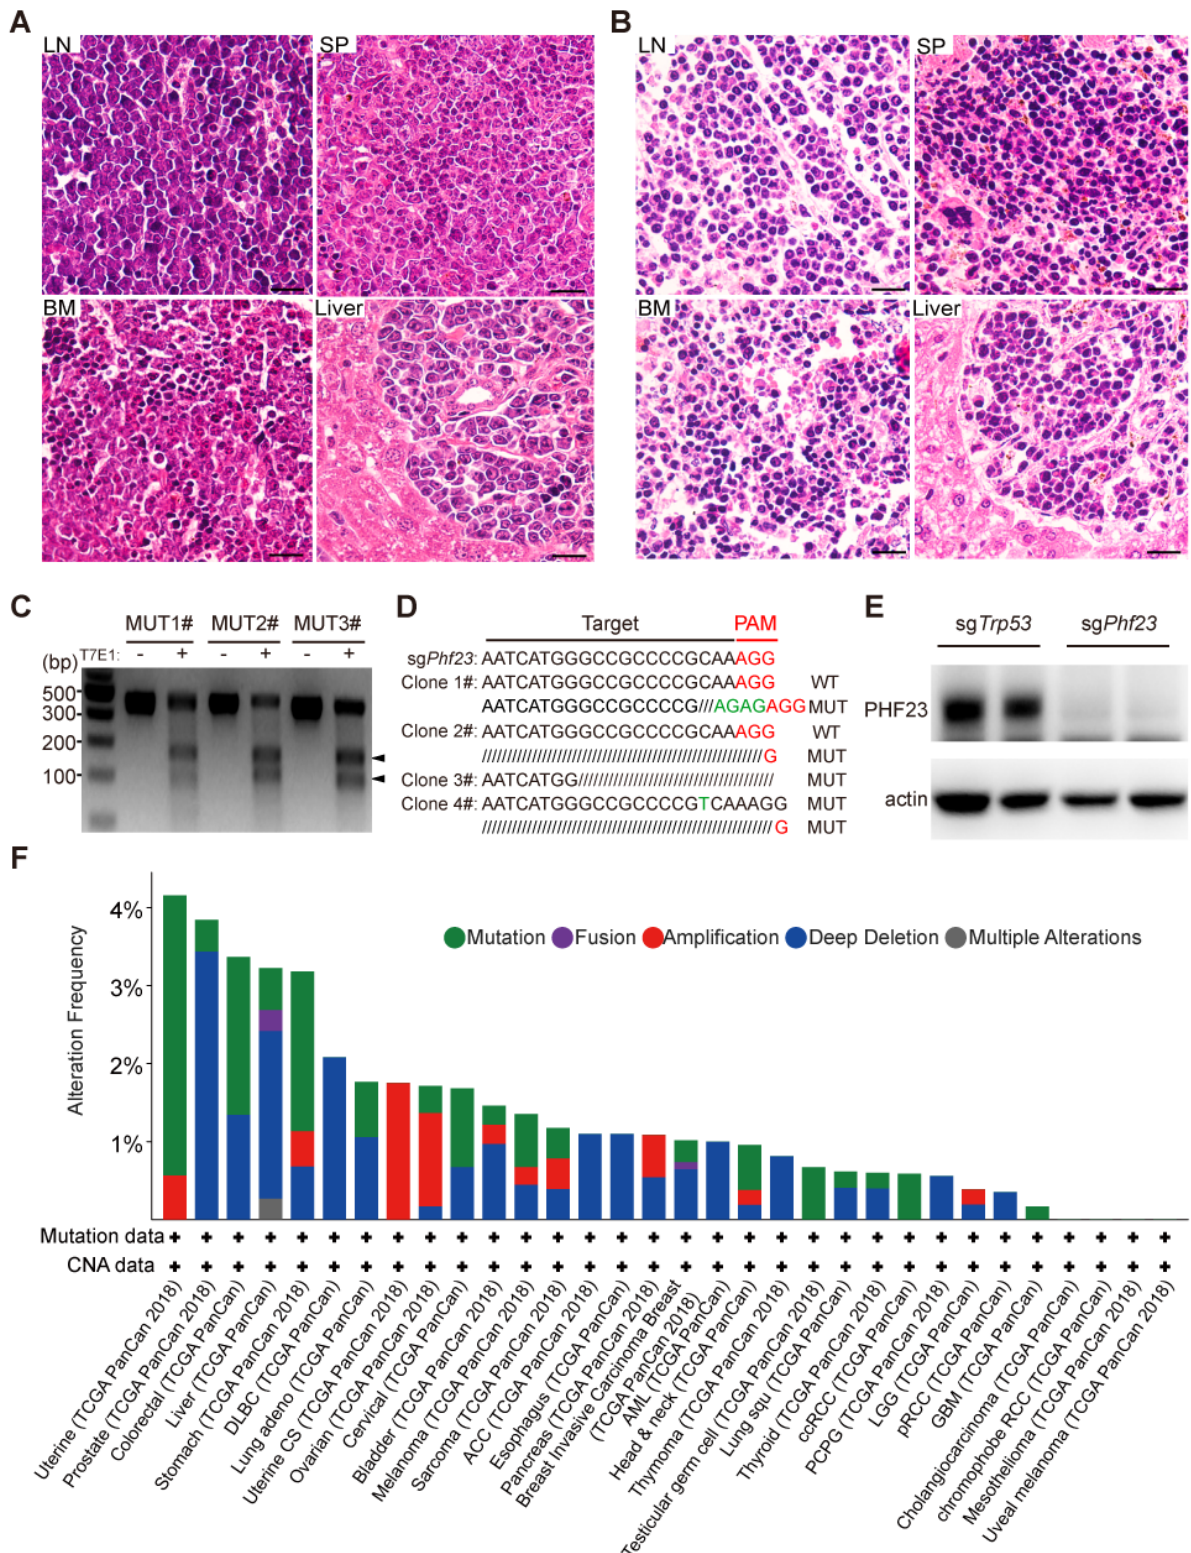 A
B
LN
SP
LN
SP
BM
Liver
BM
Liver
C
D
E
MUT1# MUT2# MUT3#
T7E1: - + - + - +
(bp)
500
300
200
100
Target PAM
sgPhf23: AATCATGGGCCGCCCCGCAAAGG
Clone 1#: AATCATGGGCCGCCCCGCAAAGG WT
AATCATGGGCCGCCCCG///AGAGAGG MUT
Clone 2#: AATCATGGGCCGCCCCGCAAAGG WT
//////////////////////////////////////////////////////////G MUT
Clone 3#: AATCATGG//////////////////////////////////////// MUT
Clone 4#: AATCATGGGCCGCCCCGTCAAAGG MUT
////////////////////////////////////////////////////////////G MUT
sgTrp53 sgPhf23
PHF23
actin
F
Alteration Frequency
4%
3%
2%
1%
Mutation Fusion Amplification Deep Deletion Multiple Alterations
Mutation data + + + + + + + + + + + + + + + + + + + + + + + + + + + + + + + +
CNA data + + + + + + + + + + + + + + + + + + + + + + + + + + + + + + + +
Uterine (TCGA PanCan 2018)
Prostate (TCGA PanCan 2018)
Colorectal (TCGA PanCan)
Liver (TCGA PanCan)
Stomach (TCGA PanCan 2018)
DLBC (TCGA PanCan)
Lung adeno (TCGA PanCan)
Uterine CS (TCGA PanCan 2018)
Ovarian (TCGA PanCan 2018)
Cervical (TCGA PanCan)
Bladder (TCGA PanCan 2018)
Melanoma (TCGA PanCan 2018)
Sarcoma (TCGA PanCan 2018)
ACC (TCGA PanCan 2018)
Esophagus (TCGA PanCan)
Pancreas (TCGA PanCan 2018)
Breast Invasive Carcinoma Breast
(TCGA PanCan 2018)
AML (TCGA PanCan)
Head & neck (TCGA PanCan)
Thymoma (TCGA PanCan 2018)
Testicular germ cell (TCGA PanCan 2018)
Lung squ (TCGA PanCan)
Thyroid (TCGA PanCan 2018)
ccRCC (TCGA PanCan)
PCPG (TCGA PanCan 2018)
LGG (TCGA PanCan)
pRCC (TCGA PanCan)
GBM (TCGA PanCan)
Cholangiocarcinoma (TCGA PanCan)
chromophobe RCC (TCGA PanCan)
Mesothelioma (TCGA PanCan 2018)
Uveal melanoma (TCGA PanCan 2018)